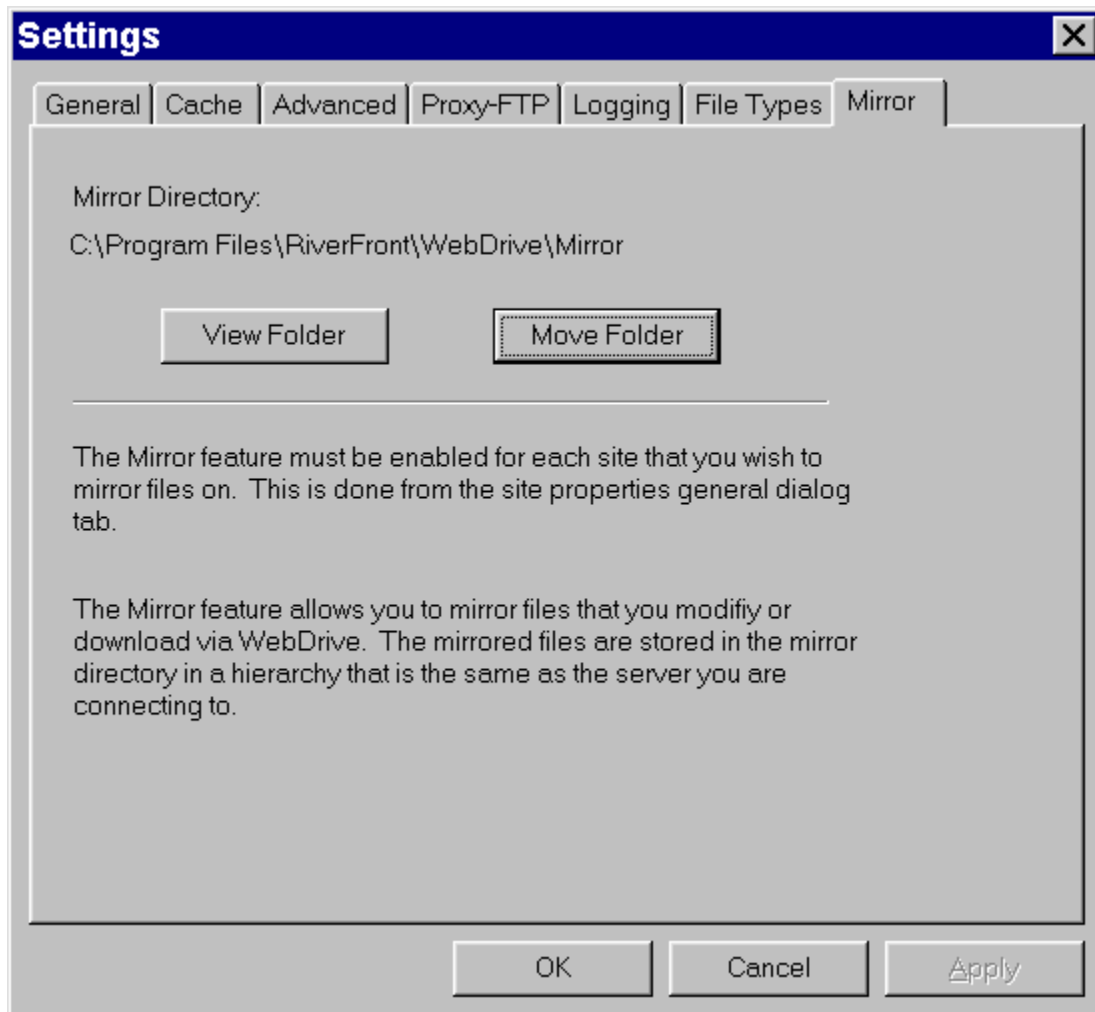 Settings
General Cache Advanced Proxy-FTP Logging File Types Mirror
Mirror Directory:
C:\Program Files\RiverFront\WebDrive\Mirror
View Folder Move Folder
The Mirror feature must be enabled for each site that you wish to
mirror files on.  This is done from the site properties general dialog
tab.
The Mirror feature allows you to mirror files that you modifiy or
download via WebDrive.  The mirrored files are stored in the mirror
directory in a hierarchy that is the same as the server you are
connecting to.
OK Cancel Apply